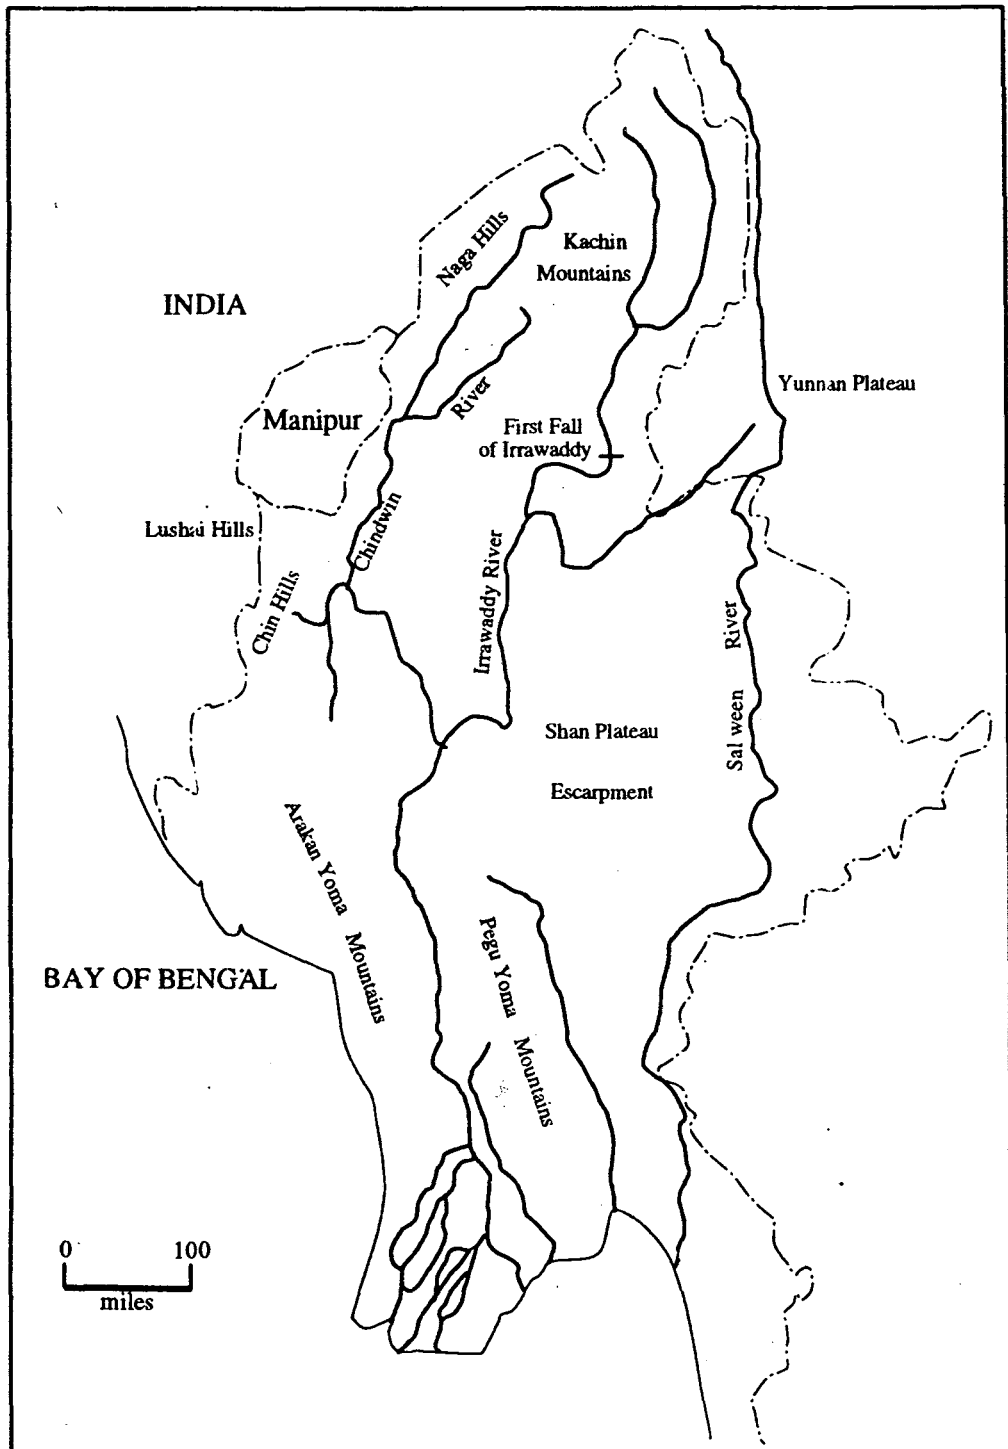 Naga Hills
Kachin
Mountains
INDIA
Yunnan Plateau
River
Manipur
First Fall
of Irrawaddy
Lushai Hills
Chindwin
Chin Hills
Irrawaddy River
River
Sal ween
Shan Plateau
Escarpment
Arakan Yoma Mountains
Pegu Yoma Mountains
BAY OF BENGAL
0 100
miles